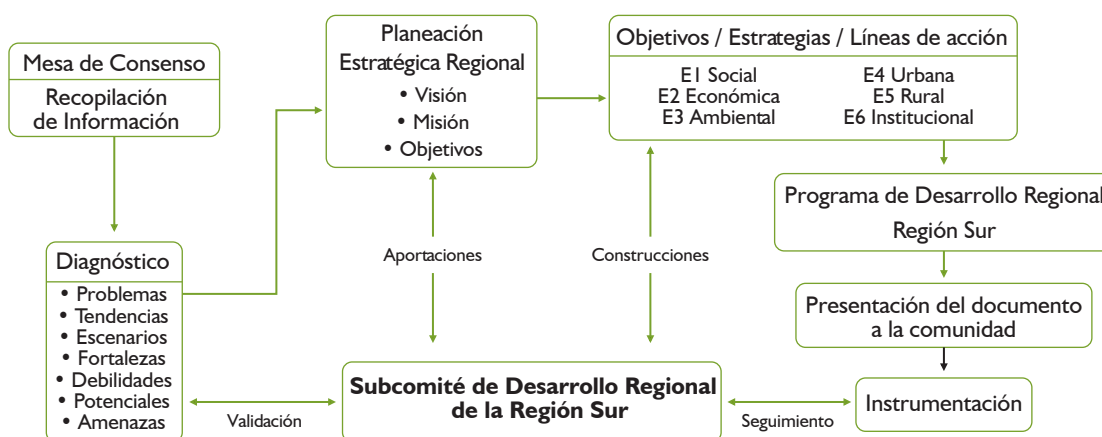 Mesa de Consenso
Recopilación
de Información
Diagnóstico
• Problemas
• Tendencias
• Escenarios
• Fortalezas
• Debilidades
• Potenciales
• Amenazas
Planeación
Estratégica Regional
• Visión
• Misión
• Objetivos
Objetivos / Estrategias / Líneas de acción
E1 Social
E2 Económica
E3 Ambiental
E4 Urbana
E5 Rural
E6 Institucional
Programa de Desarrollo Regional
Región Sur
Presentación del documento
a la comunidad
Instrumentación
Aportaciones
Construcciones
Validación
Subcomité de Desarrollo Regional
de la Región Sur
Seguimiento